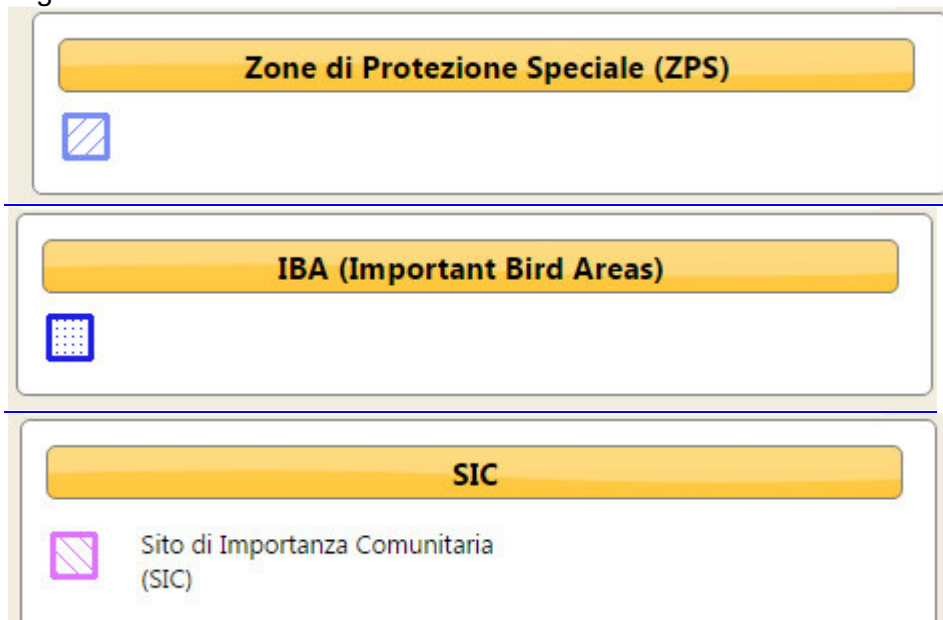 Zone di Protezione Speciale (ZPS)
IBA (Important Bird Areas)
SIC
Sito di Importanza Comunitaria
(SIC)